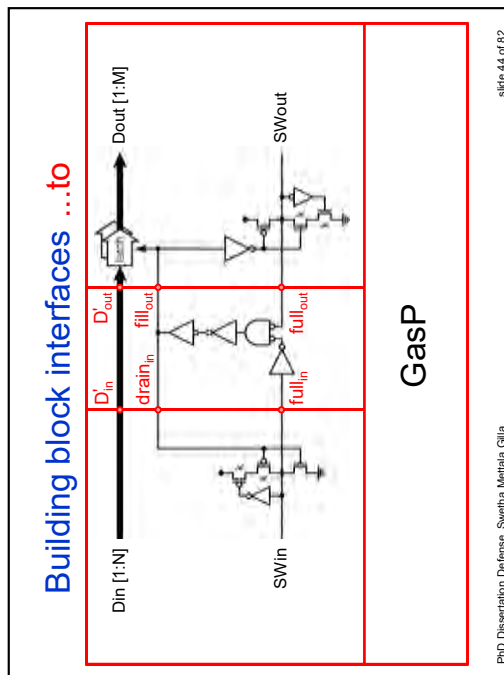 Building block interfaces ...to
Din [1:N]
D'in
D'out
Dout [1:M]
drainin
fillout
SWin
fullin
fullout
SWout
GasP
PhD Dissertation Defense, Swetha Mettala Gilla
slide 44 of 82